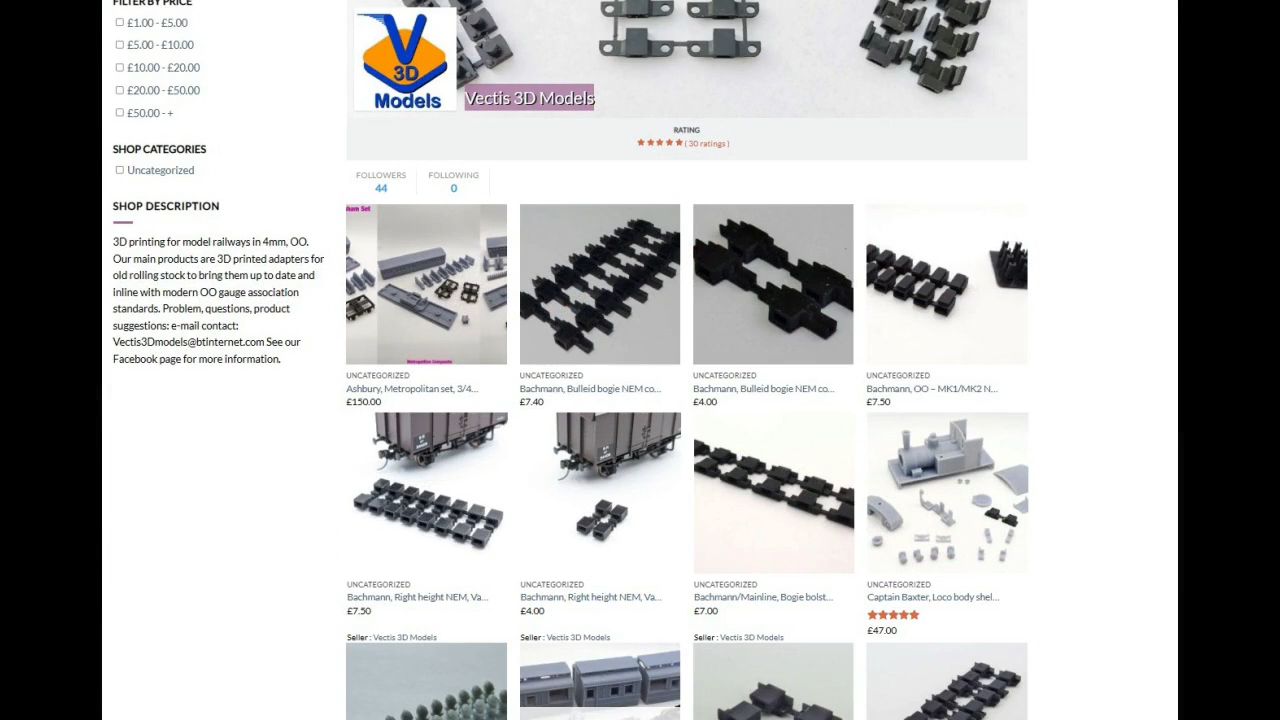 FILTER BY PRICE
£1.00 - £5.00
£5.00 - £10.00
£10.00 - £20.00
£20.00 - £50.00
£50.00 - +
SHOP CATEGORIES
Uncategorized
SHOP DESCRIPTION
3D printing for model railways in 4mm, OO.
Our main products are 3D printed adapters for
old rolling stock to bring them up to date and
inline with modern OO gauge association
standards. Problem, questions, product
suggestions: e-mail contact:
Vectis3Dmodels@btinternet.com See our
Facebook page for more information.
V
3D
Models
Vectis 3D Models
RATING
( 30 ratings )
FOLLOWERS
44
FOLLOWING
0
ham Set
Metropolitan Composite
UNCATEGORIZED
Ashbury, Metropolitan set, 3/4...
£150.00
UNCATEGORIZED
Bachmann, Bulleid bogie NEM co...
£7.40
UNCATEGORIZED
Bachmann, Bulleid bogie NEM co...
£4.00
UNCATEGORIZED
Bachmann, OO – MK1/MK2 N...
£7.50
UNCATEGORIZED
Bachmann, Right height NEM, Va...
£7.50
Seller : Vectis 3D Models
UNCATEGORIZED
Bachmann, Right height NEM, Va...
£4.00
Seller : Vectis 3D Models
UNCATEGORIZED
Bachmann/Mainline, Bogie bolst...
£7.00
Seller : Vectis 3D Models
UNCATEGORIZED
Captain Baxter, Loco body shel...
£47.00